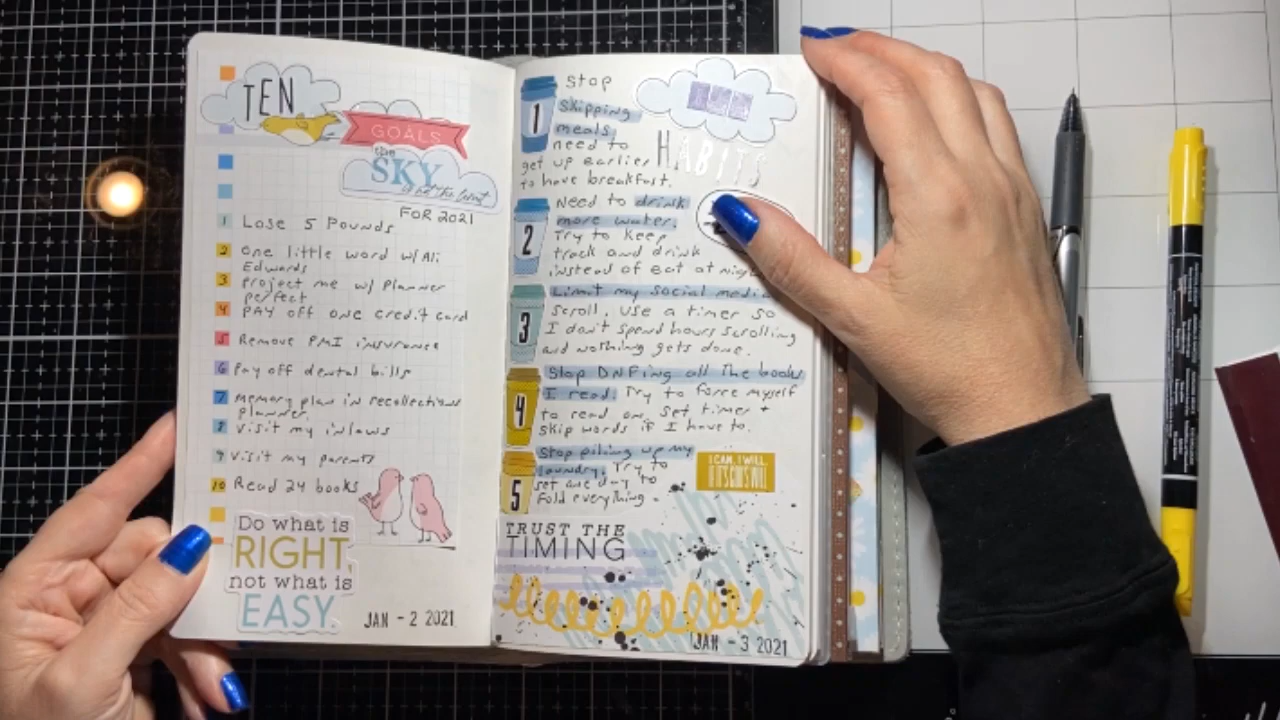 TEN
GOALS
the
SKY
is not the limit
FOR 2021
1 Lose 5 Pounds
2 One little word w/ Ali
Edwards
3 Project me w/ Planner
perfect
4 PAY off one credit card
5 Remove PMI insurance
6 Pay off dental bills
7 Memory plan in recollections
planner.
8 Visit my inlaws
9 Visit my parents
10 Read 24 books
Do what is
RIGHT,
not what is
EASY.
JAN - 2 2021
1 Stop
skipping
meals,
need to
get up earlier
to have breakfast.
HABITS
2 Need to drink
more water.
Try to keep
track and drink
instead of eat at
3 Limit my social media
scroll. Use a timer so
I don't spend hours scrolling
and nothing gets done.
4 Stop DNFing all the books
I read. Try to force myself
to read on, set timer +
skip words if I have to.
5 Stop piling up my
laundry. Try to
set one day to
fold everything.
I CAN. I WILL.
IF IT'S GOD'S WILL
TRUST THE
TIMING
JAN - 3 2021